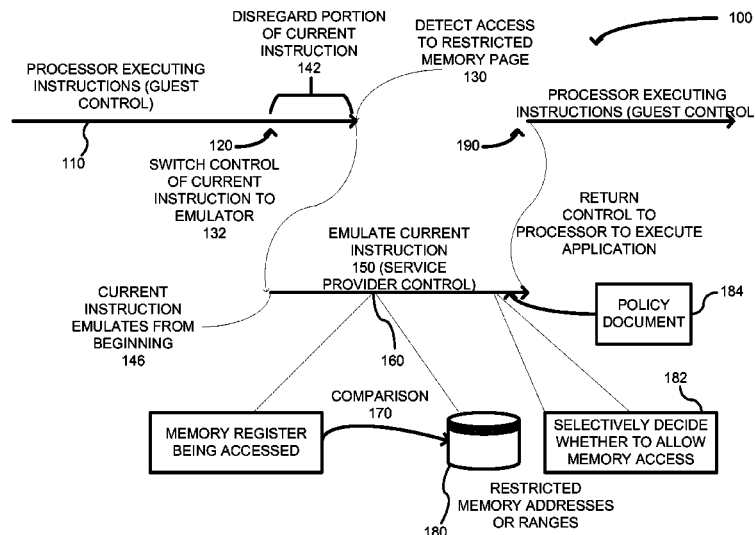 DISREGARD PORTION
OF CURRENT
INSTRUCTION
142
DETECT ACCESS
TO RESTRICTED
MEMORY PAGE
130
100
PROCESSOR EXECUTING
INSTRUCTIONS (GUEST
CONTROL)
PROCESSOR EXECUTING
INSTRUCTIONS (GUEST CONTROL
110
120
SWITCH CONTROL
OF CURRENT
INSTRUCTION TO
EMULATOR
132
190
RETURN
CONTROL TO
PROCESSOR TO EXECUTE
APPLICATION
EMULATE CURRENT
INSTRUCTION
150 (SERVICE
PROVIDER CONTROL)
CURRENT
INSTRUCTION
EMULATES FROM
BEGINNING
146
160
POLICY
DOCUMENT
184
COMPARISON
170
MEMORY REGISTER
BEING ACCESSED
180
RESTRICTED
MEMORY ADDRESSES
OR RANGES
182
SELECTIVELY DECIDE
WHETHER TO ALLOW
MEMORY ACCESS